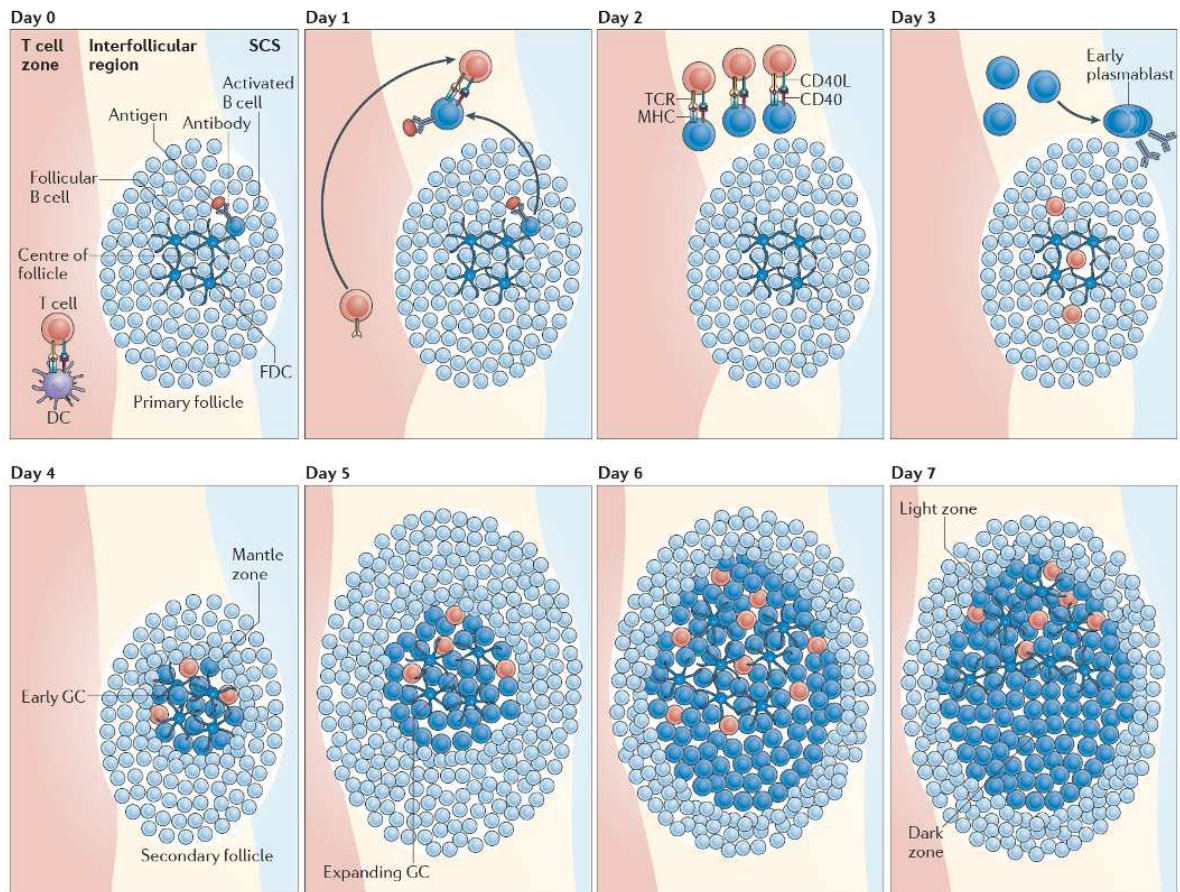 Day 0
T cell
zone
Interfollicular
region
SCS
Activated
B cell
Antigen
Antibody
Follicular
B cell
Centre of
follicle
T cell
FDC
DC
Primary follicle
Day 1
Day 2
TCR
MHC
CD40L
CD40
Day 3
Early
plasmablast
Day 4
Mantle
zone
Early GC
Secondary follicle
Day 5
Expanding GC
Day 6
Day 7
Light zone
Dark
zone